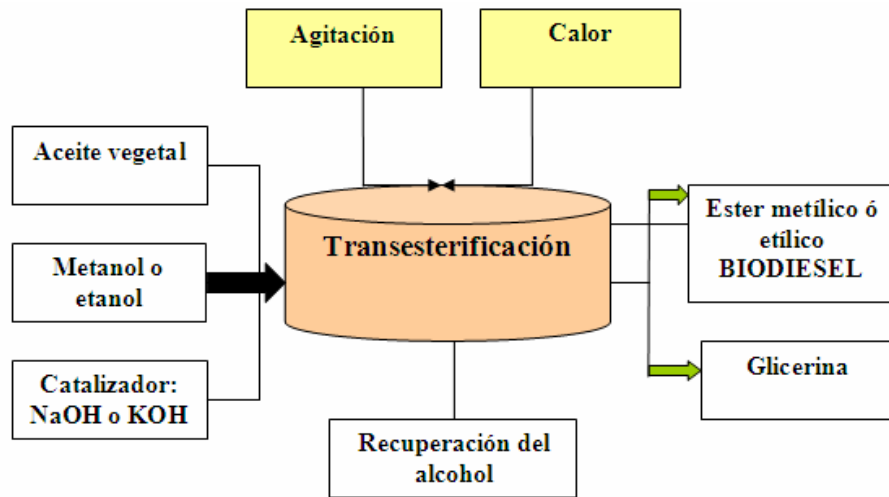 Agitación
Calor
Aceite vegetal
Metanol o
etanol
Catalizador:
NaOH o KOH
Transesterificación
Ester metílico ó
etílico
BIODIESEL
Glicerina
Recuperación del
alcohol